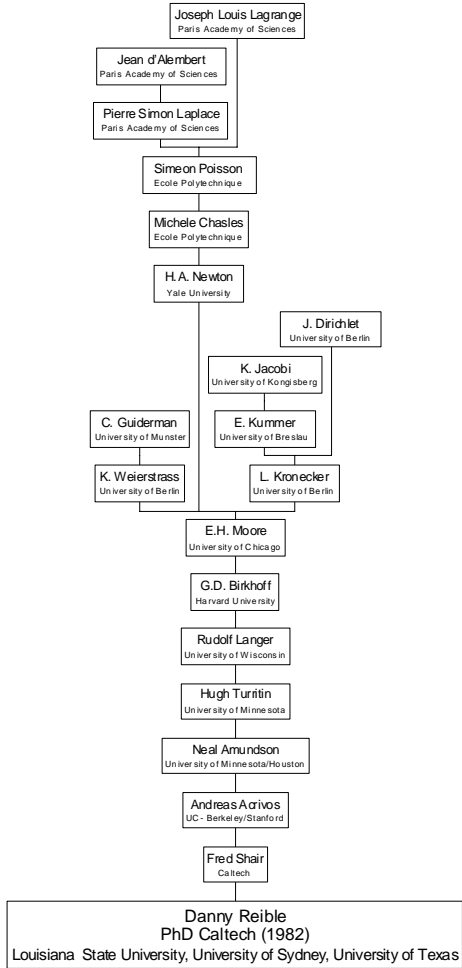 Joseph Louis Lagrange
Paris Academy of Sciences
Jean d'Alembert
Paris Academy of Sciences
Pierre Simon Laplace
Paris Academy of Sciences
Simeon Poisson
Ecole Polytechnique
Michele Chasles
Ecole Polytechnique
H.A. Newton
Yale University
J. Dirichlet
University of Berlin
K. Jacobi
University of Kongisberg
C. Guiderman
University of Munster
E. Kummer
University of Breslau
K. Weierstrass
University of Berlin
L. Kronecker
University of Berlin
E.H. Moore
University of Chicago
G.D. Birkhoff
Harvard University
Rudolf Langer
University of Wisconsin
Hugh Turritin
University of Minnesota
Neal Amundson
University of Minnesota/Houston
Andreas Acrivos
UC - Berkeley/Stanford
Fred Shair
Caltech
Danny Reible
PhD Caltech (1982)
Louisiana State University, University of Sydney, University of Texas